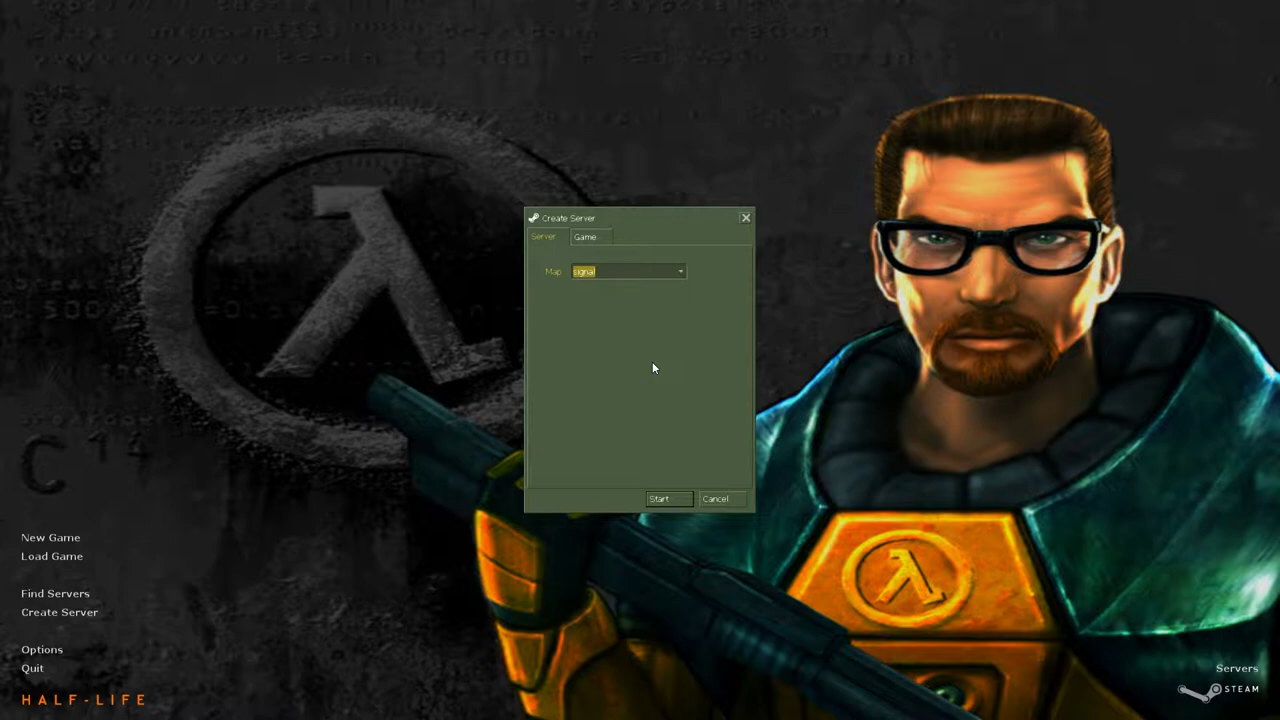 Create Server
Server
Game
Map
signal
Start
Cancel
New Game
Load Game
Find Servers
Create Server
Options
Quit
HALF-LIFE
Servers
STEAM